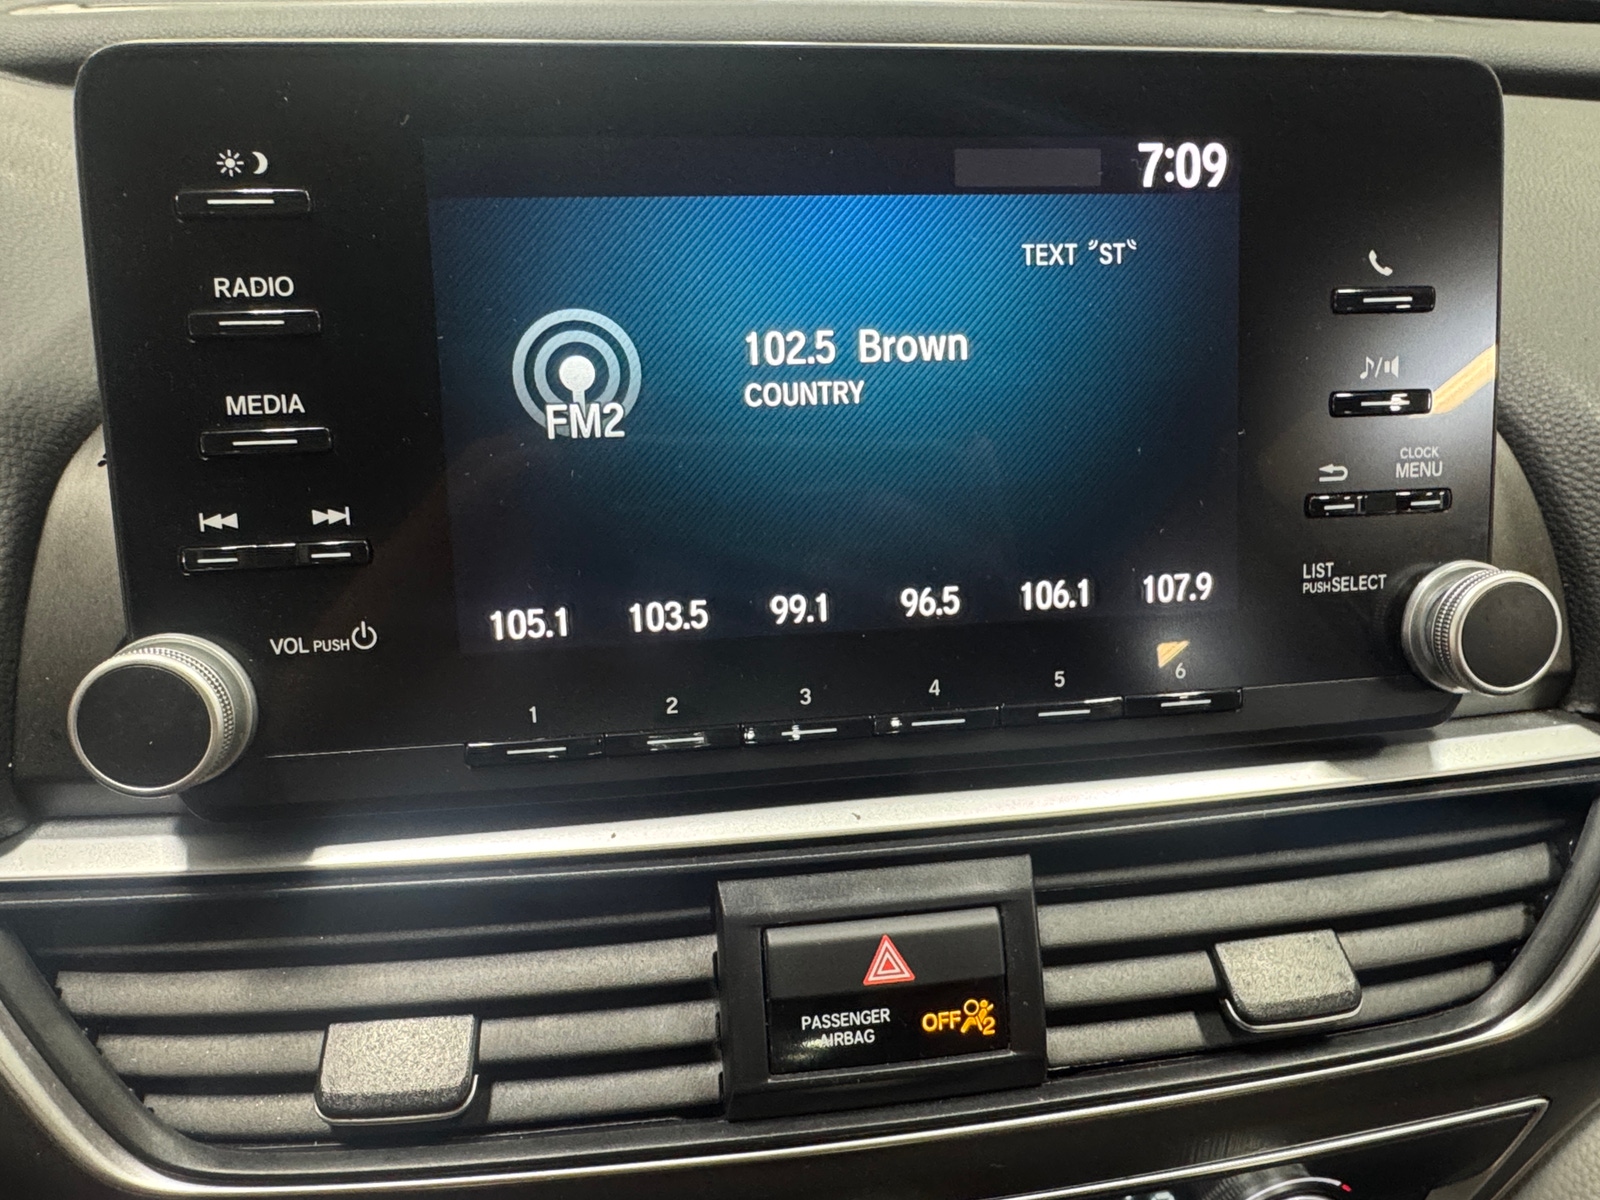 7:09
RADIO
TEXT "ST"
102.5 Brown
COUNTRY
MEDIA
FM2
CLOCK
MENU
LIST
PUSH SELECT
105.1 103.5 99.1 96.5 106.1 107.9
VOL PUSH
1 2 3 4 5 6
PASSENGER
AIRBAG
OFF 2